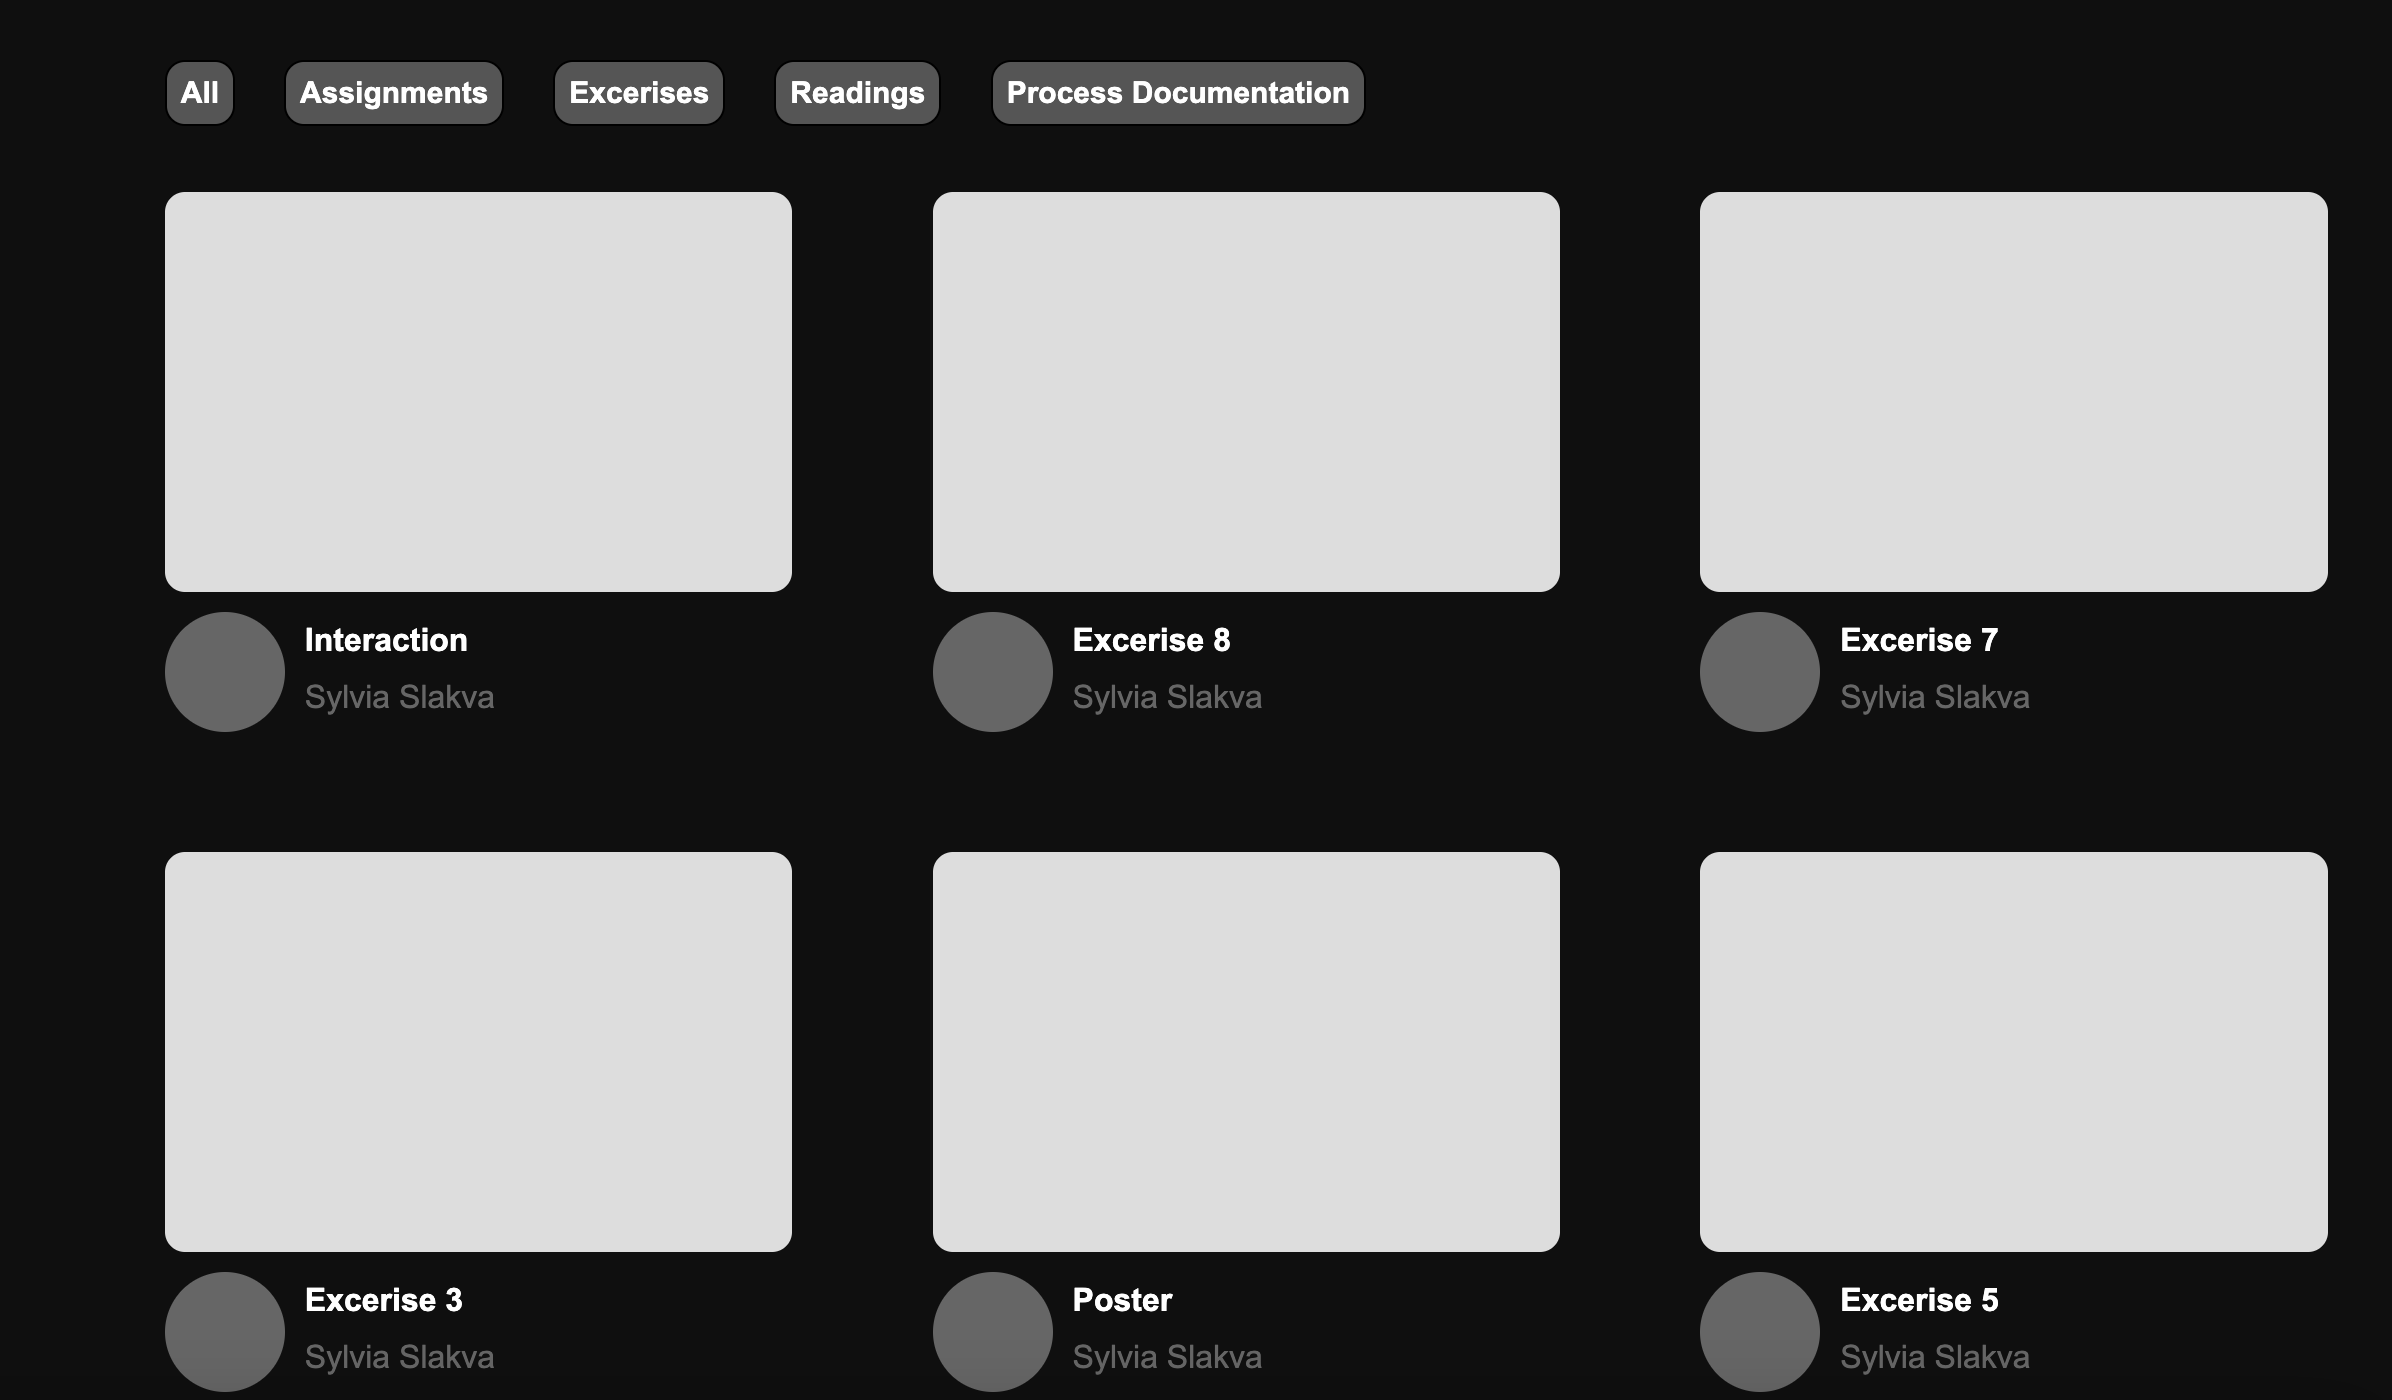 All
Assignments
Excerises
Readings
Process Documentation
Interaction
Sylvia Slakva
Excerise 8
Sylvia Slakva
Excerise 7
Sylvia Slakva
Excerise 3
Sylvia Slakva
Poster
Sylvia Slakva
Excerise 5
Sylvia Slakva